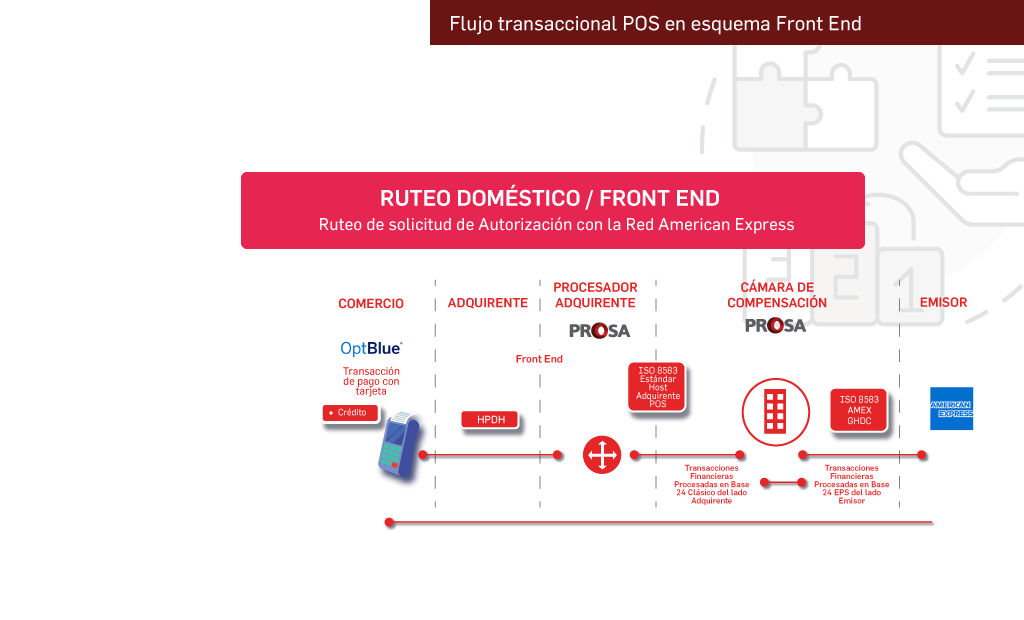 Flujo transaccional POS en esquema Front End
RUTEO DOMÉSTICO / FRONT END
Ruteo de solicitud de Autorización con la Red American Express
COMERCIO
ADQUIRENTE
PROCESADOR
ADQUIRENTE
CÁMARA DE
COMPENSACIÓN
EMISOR
PROSA
PROSA
OptBlue
Transacción
de pago con
tarjeta
• Crédito
HPDH
Front End
ISO 8583
Estándar
Host
Adquirente
POS
ISO 8583
AMEX
GHDC
AMERICAN
EXPRESS
Transacciones
Financieras
Procesadas en Base
24 Clásico del lado
Adquirente
Transacciones
Financieras
Procesadas en Base
24 EPS del lado
Emisor
3
2
1